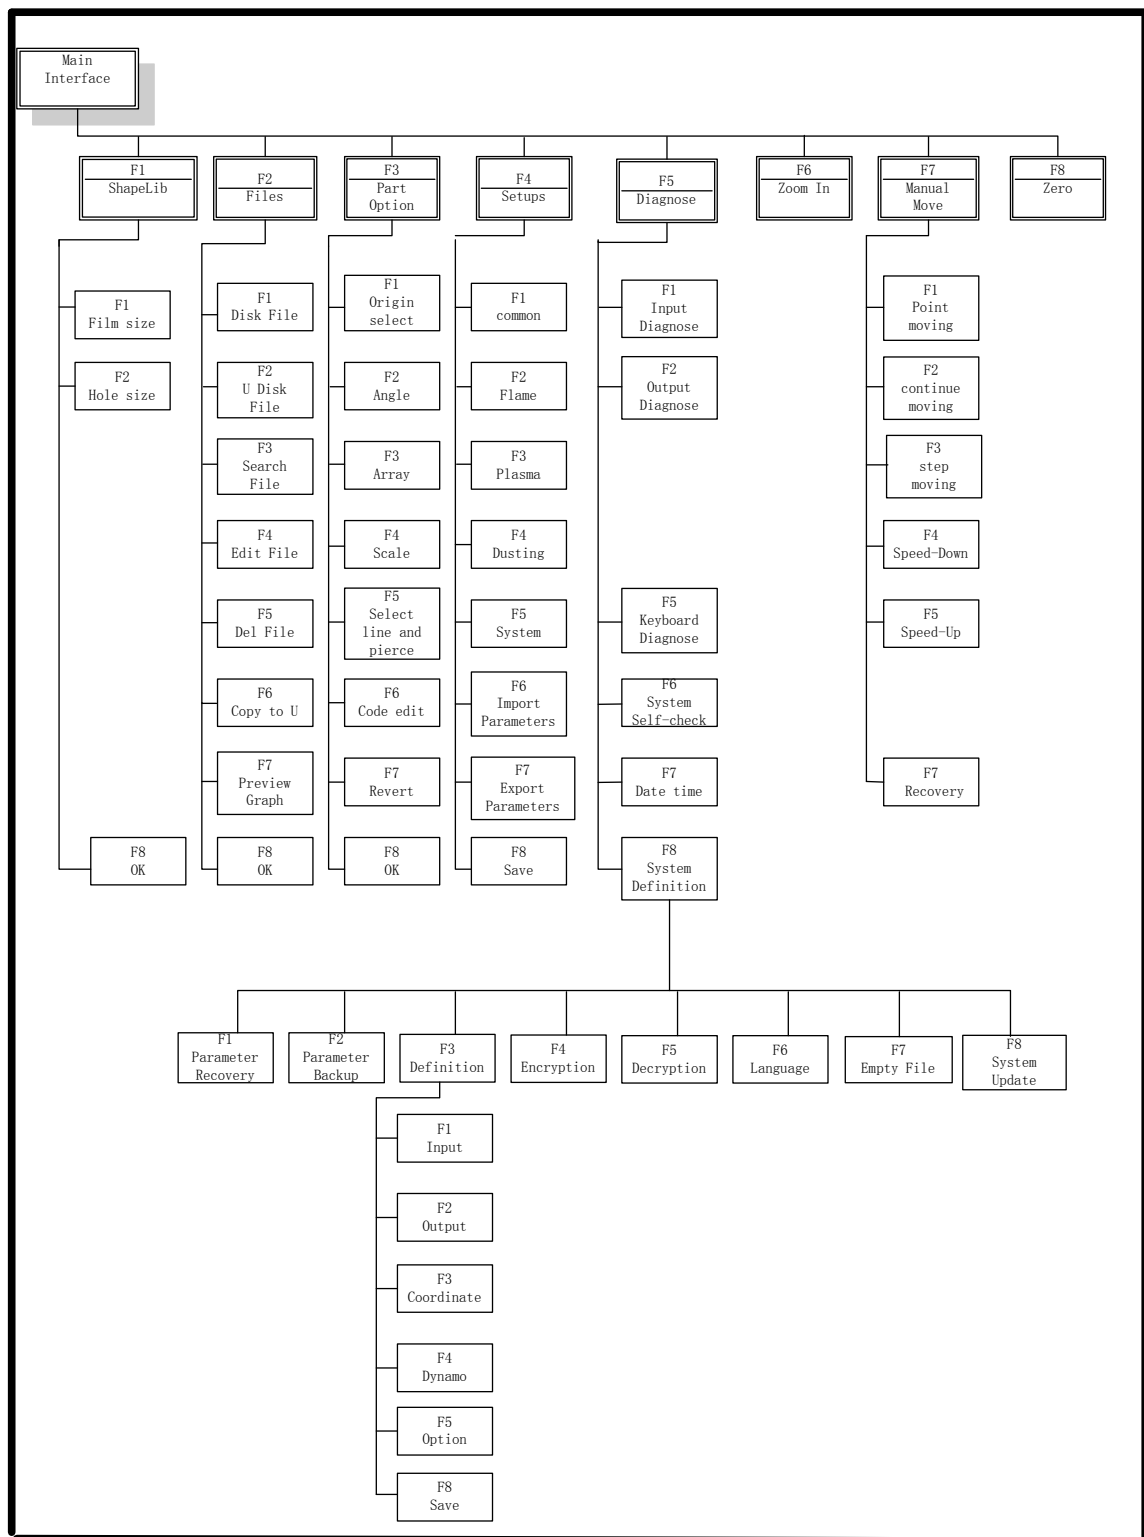 Main
Interface
F1
ShapeLib
F2
Files
F3
Part
Option
F4
Setups
F5
Diagnose
F6
Zoom In
F7
Manual
Move
F8
Zero
F1
Film size
F2
Hole size
F8
OK
F1
Disk File
F2
U Disk
File
F3
Search
File
F4
Edit File
F5
Del File
F6
Copy to U
F7
Preview
Graph
F8
OK
F1
Origin
select
F2
Angle
F3
Array
F4
Scale
F5
Select
line and
pierce
F6
Code edit
F7
Revert
F8
OK
F1
common
F2
Flame
F3
Plasma
F4
Dusting
F5
System
F6
Import
Parameters
F7
Export
Parameters
F8
Save
F1
Input
Diagnose
F2
Output
Diagnose
F5
Keyboard
Diagnose
F6
System
Self-check
F7
Date time
F8
System
Definition
F1
Point
moving
F2
continue
moving
F3
step
moving
F4
Speed-Down
F5
Speed-Up
F7
Recovery
F1
Parameter
Recovery
F2
Parameter
Backup
F3
Definition
F4
Encryption
F5
Decryption
F6
Language
F7
Empty File
F8
System
Update
F1
Input
F2
Output
F3
Coordinate
F4
Dynamo
F5
Option
F8
Save